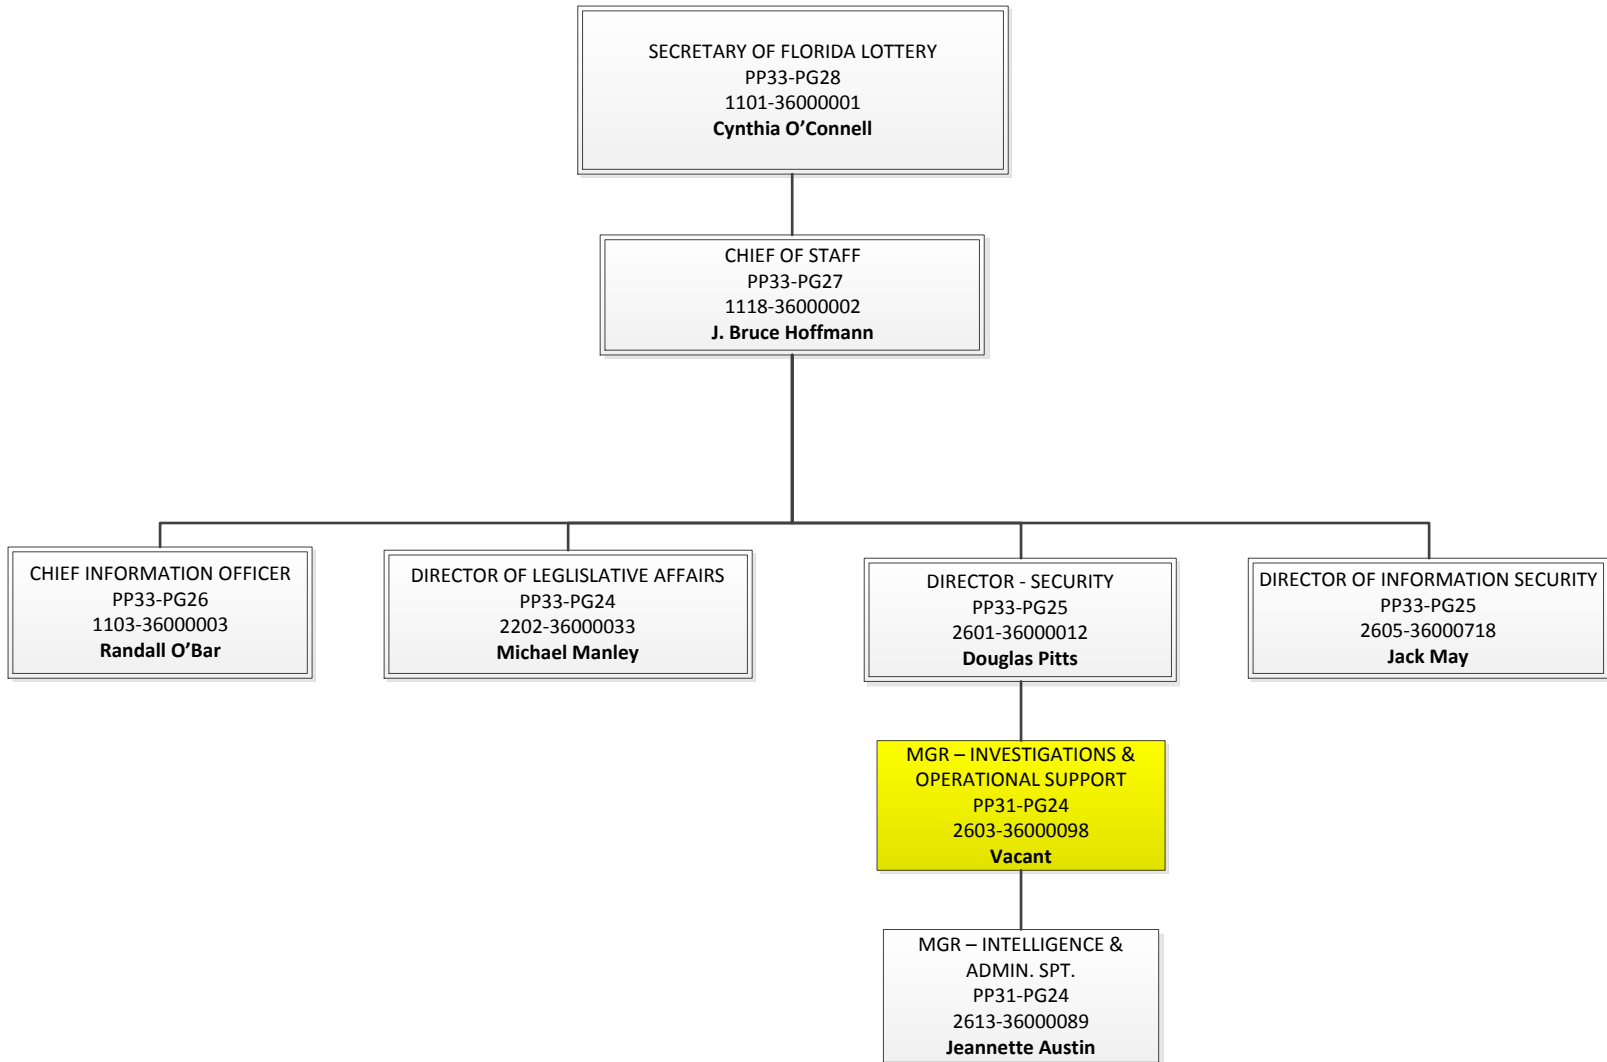 SECRETARY OF FLORIDA LOTTERY
PP33-PG28
1101-36000001
Cynthia O’Connell
CHIEF OF STAFF
PP33-PG27
1118-36000002
J. Bruce Hoffmann
CHIEF INFORMATION OFFICER
PP33-PG26
1103-36000003
Randall O’Bar
DIRECTOR OF LEGLISLATIVE AFFAIRS
PP33-PG24
2202-36000033
Michael Manley
DIRECTOR - SECURITY
PP33-PG25
2601-36000012
Douglas Pitts
DIRECTOR OF INFORMATION SECURITY
PP33-PG25
2605-36000718
Jack May
MGR – INVESTIGATIONS &
OPERATIONAL SUPPORT
PP31-PG24
2603-36000098
Vacant
MGR – INTELLIGENCE &
ADMIN. SPT.
PP31-PG24
2613-36000089
Jeannette Austin